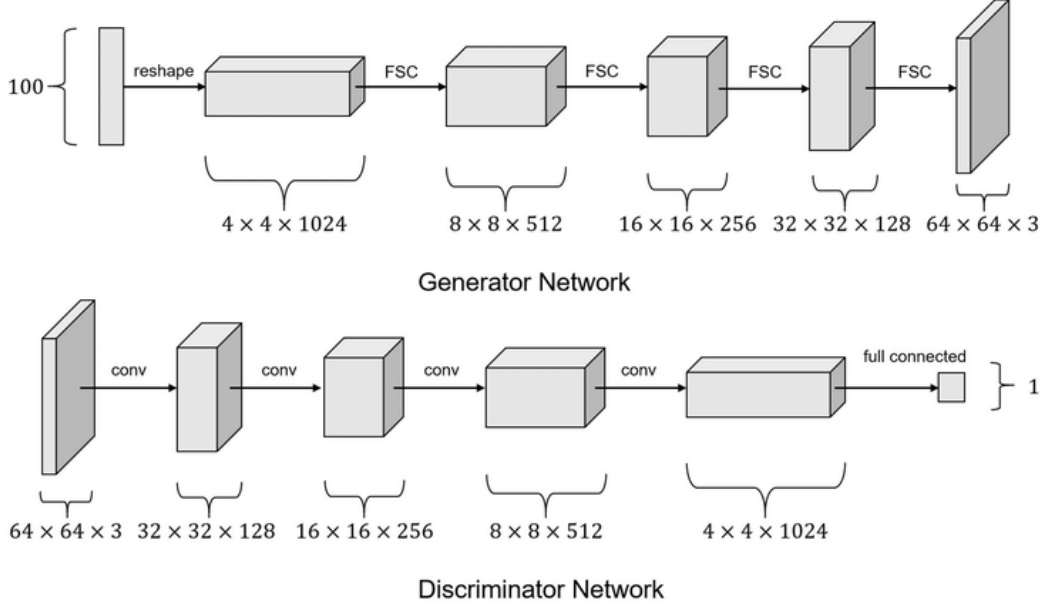 100
reshape
FSC
FSC
FSC
FSC
4 × 4 × 1024
8 × 8 × 512
16 × 16 × 256
32 × 32 × 128
64 × 64 × 3
Generator Network
conv
conv
conv
conv
full connected
1
64 × 64 × 3
32 × 32 × 128
16 × 16 × 256
8 × 8 × 512
4 × 4 × 1024
Discriminator Network